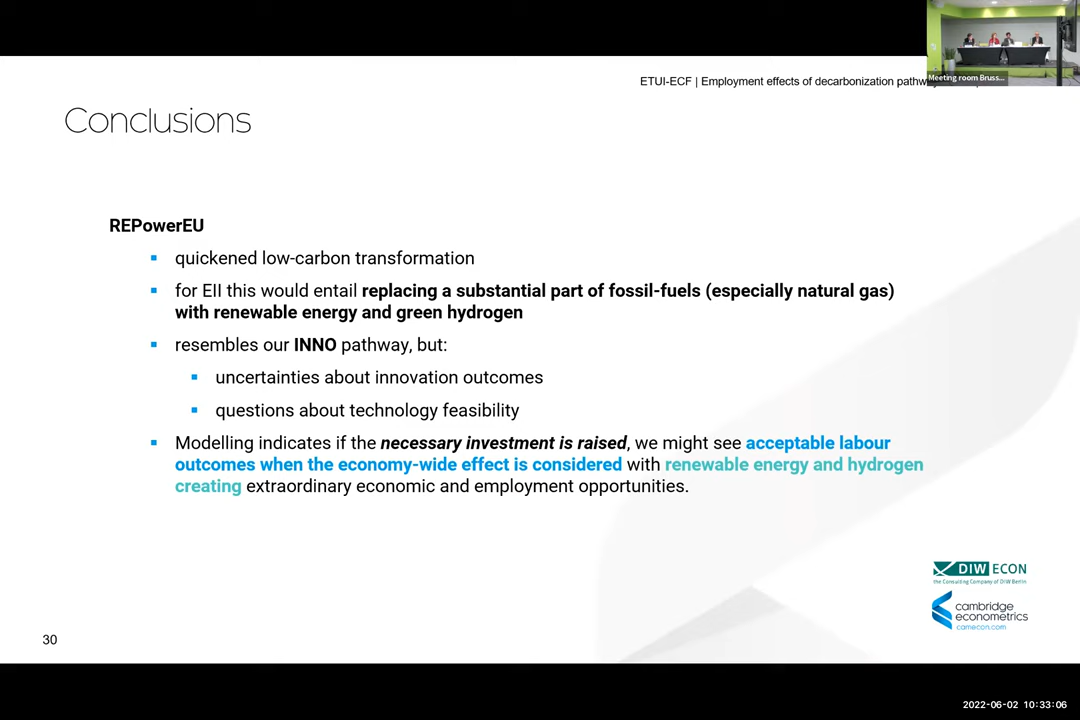 Meeting room Bruss...
ETUI-ECF | Employment effects of decarbonization pathw
Conclusions
REPowerEU
quickened low-carbon transformation
for EII this would entail replacing a substantial part of fossil-fuels (especially natural gas)
with renewable energy and green hydrogen
resembles our INNO pathway, but:
uncertainties about innovation outcomes
questions about technology feasibility
Modelling indicates if the necessary investment is raised, we might see acceptable labour
outcomes when the economy-wide effect is considered with renewable energy and hydrogen
creating extraordinary economic and employment opportunities.
DIW ECON
the Consulting Company of DIW Berlin
cambridge
econometrics
camecon.com
30
2022-06-02 10:33:06